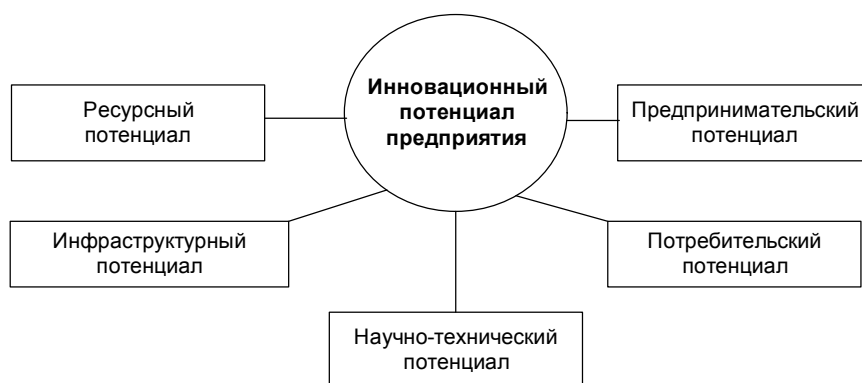 Инновационный
потенциал
предприятия
Ресурсный
потенциал
Предпринимательский
потенциал
Инфраструктурный
потенциал
Потребительский
потенциал
Научно-технический
потенциал